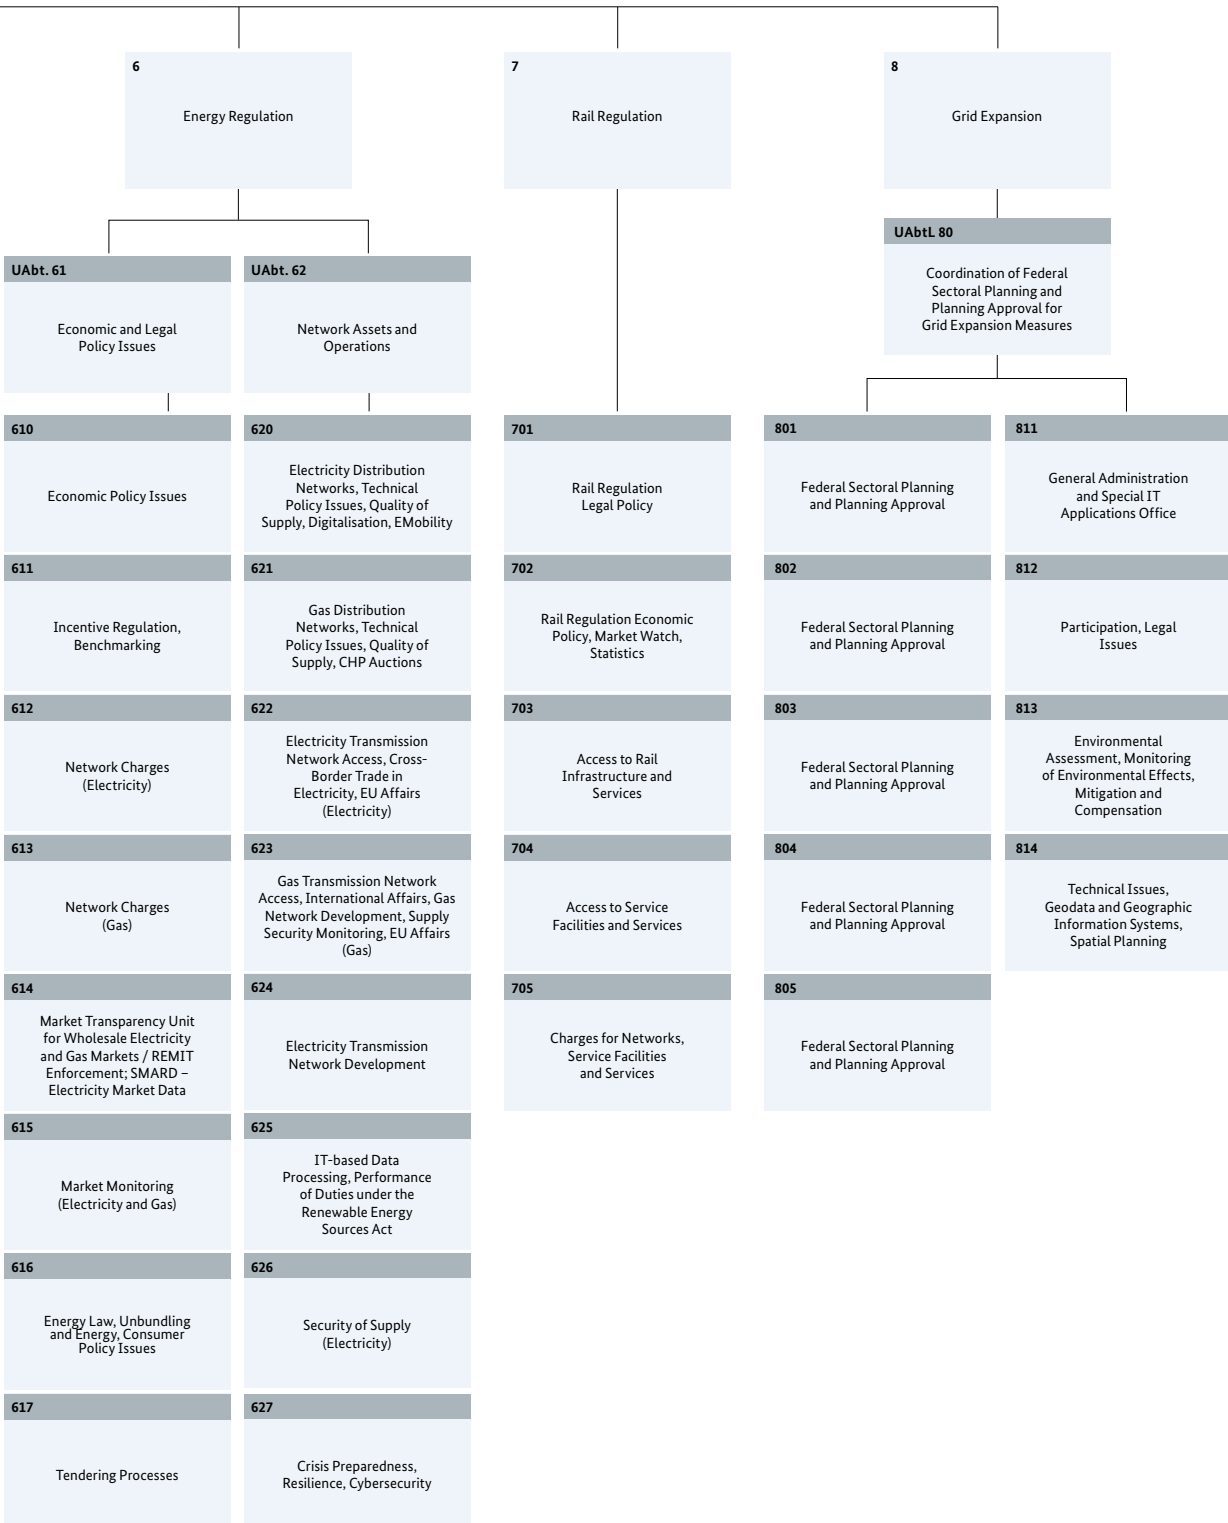 6
Energy Regulation
7
Rail Regulation
8
Grid Expansion
UAbt. 61
Economic and Legal
Policy Issues
UAbt. 62
Network Assets and
Operations
UAbtL 80
Coordination of Federal
Sectoral Planning and
Planning Approval for
Grid Expansion Measures
610
Economic Policy Issues
611
Incentive Regulation,
Benchmarking
612
Network Charges
(Electricity)
613
Network Charges
(Gas)
614
Market Transparency Unit
for Wholesale Electricity
and Gas Markets / REMIT
Enforcement; SMARD –
Electricity Market Data
615
Market Monitoring
(Electricity and Gas)
616
Energy Law, Unbundling
and Energy, Consumer
Policy Issues
617
Tendering Processes
620
Electricity Distribution
Networks, Technical
Policy Issues, Quality of
Supply, Digitalisation, EMobility
621
Gas Distribution
Networks, Technical
Policy Issues, Quality of
Supply, CHP Auctions
622
Electricity Transmission
Network Access, Cross-
Border Trade in
Electricity, EU Affairs
(Electricity)
623
Gas Transmission Network
Access, International Affairs, Gas
Network Development, Supply
Security Monitoring, EU Affairs
(Gas)
624
Electricity Transmission
Network Development
625
IT-based Data
Processing, Performance
of Duties under the
Renewable Energy
Sources Act
626
Security of Supply
(Electricity)
627
Crisis Preparedness,
Resilience, Cybersecurity
701
Rail Regulation
Legal Policy
702
Rail Regulation Economic
Policy, Market Watch,
Statistics
703
Access to Rail
Infrastructure and
Services
704
Access to Service
Facilities and Services
705
Charges for Networks,
Service Facilities
and Services
801
Federal Sectoral Planning
and Planning Approval
802
Federal Sectoral Planning
and Planning Approval
803
Federal Sectoral Planning
and Planning Approval
804
Federal Sectoral Planning
and Planning Approval
805
Federal Sectoral Planning
and Planning Approval
811
General Administration
and Special IT
Applications Office
812
Participation, Legal
Issues
813
Environmental
Assessment, Monitoring
of Environmental Effects,
Mitigation and
Compensation
814
Technical Issues,
Geodata and Geographic
Information Systems,
Spatial Planning